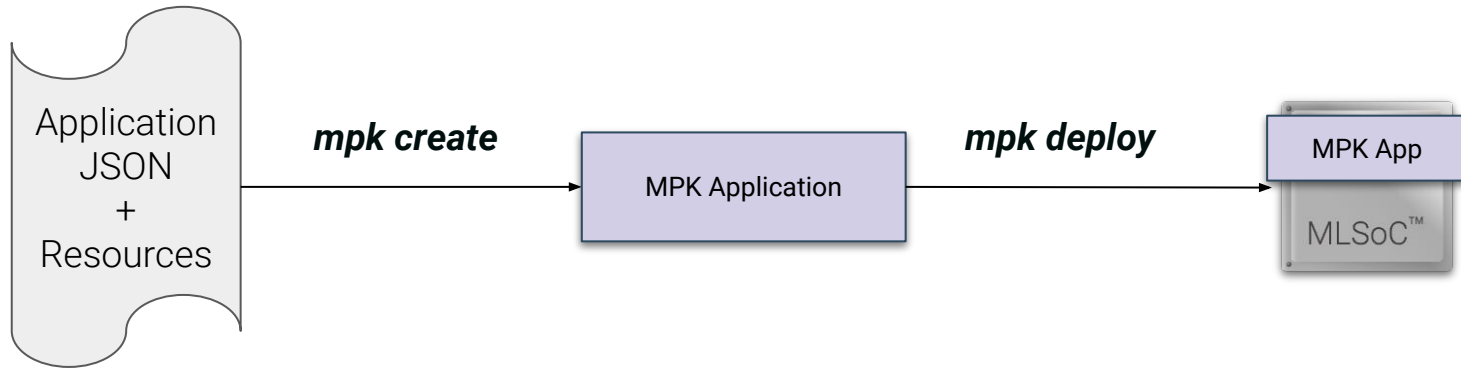 Application
JSON
+
Resources
mpk create
MPK Application
mpk deploy
MPK App
MLSoC™